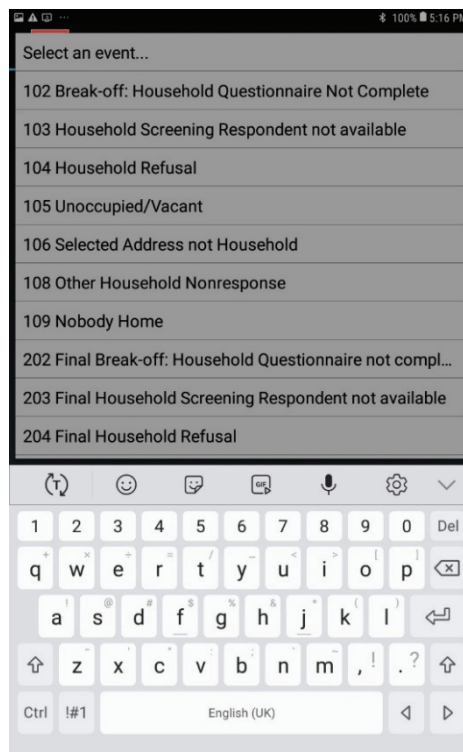 100% 5:16 PM
Select an event...
102 Break-off: Household Questionnaire Not Complete
103 Household Screening Respondent not available
104 Household Refusal
105 Unoccupied/Vacant
106 Selected Address not Household
108 Other Household Nonresponse
109 Nobody Home
202 Final Break-off: Household Questionnaire not compl...
203 Final Household Screening Respondent not available
204 Final Household Refusal
T GIF
1 2 3 4 5 6 7 8 9 0 Del
q w e r t y u i o p
a s d f g h j k l
z x c v b n m , ! . ?
Ctrl !#1 English (UK)